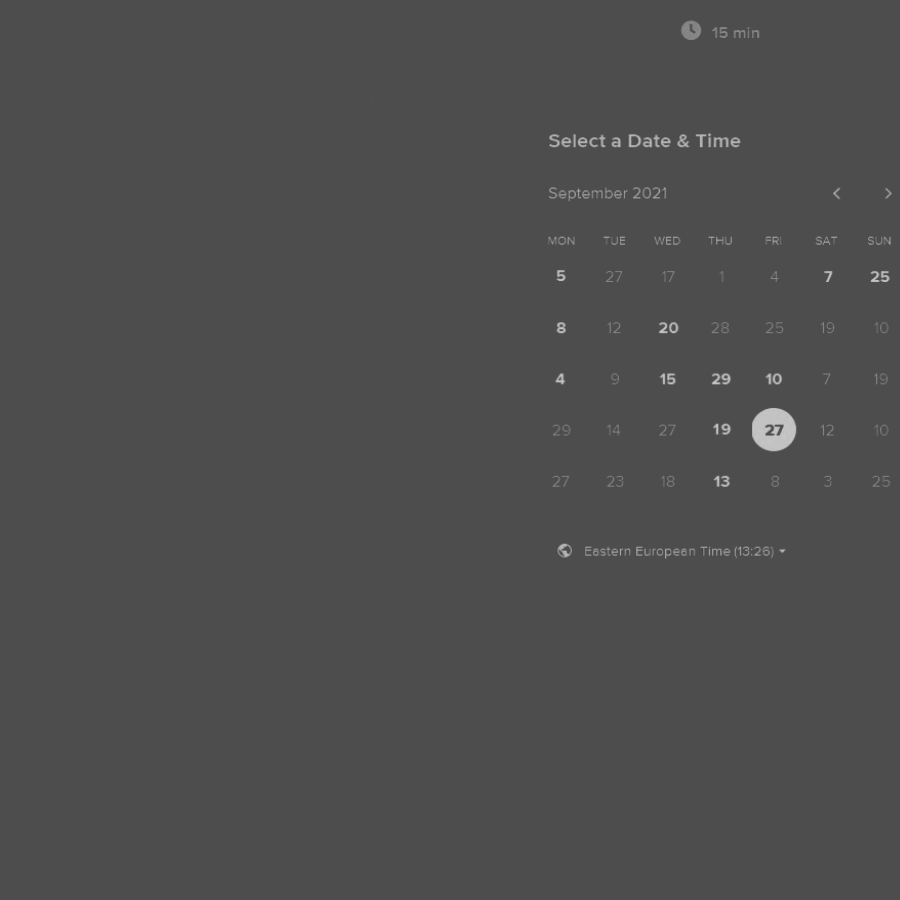 15 min
Select a Date & Time
September 2021
MON TUE WED THU FRI SAT SUN
5 27 17 1 4 7 25
8 12 20 28 25 19 10
4 9 15 29 10 7 19
29 14 27 19 27 12 10
27 23 18 13 8 3 25
Eastern European Time (13:26)